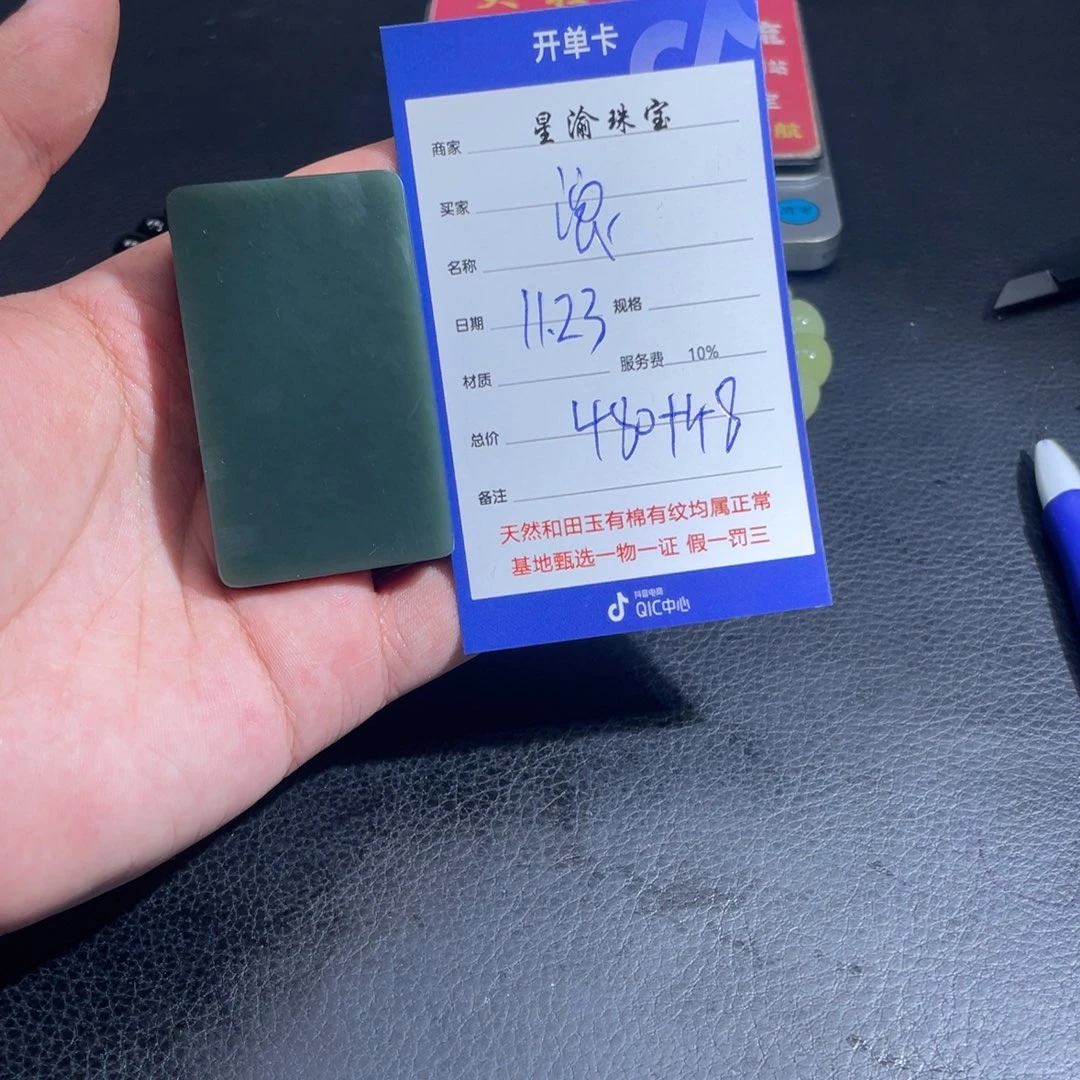 开单卡
商家 星渝珠宝
买家 浪
名称
日期 11.23 规格
材质 服务费 10%
总价 480+48
备注
天然和田玉有棉有纹均属正常
基地甄选一物一证 假一罚三
抖音电商
QIC中心
航